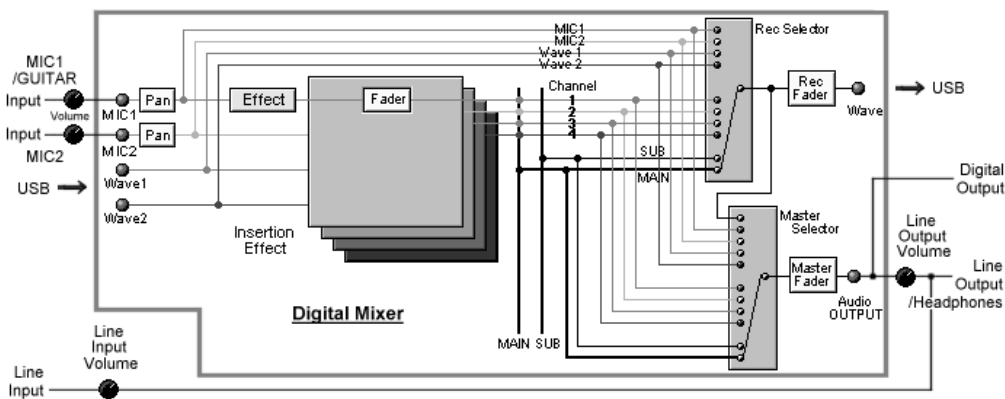 MIC1
/GUITAR
Input
Volume
MIC1
Pan
Input
MIC2
MIC2
Pan
USB
Wave1
Wave2
Effect
Fader
Insertion
Effect
Digital Mixer
MIC1
MIC2
Wave 1
Wave 2
Channel
1
2
3
4
SUB
MAIN
MAIN SUB
Rec Selector
Rec
Fader
Wave
USB
Master
Selector
Master
Fader
Audio
OUTPUT
Digital
Output
Line
Output
Volume
Line
Output
/Headphones
Line
Input
Volume
Line
Input